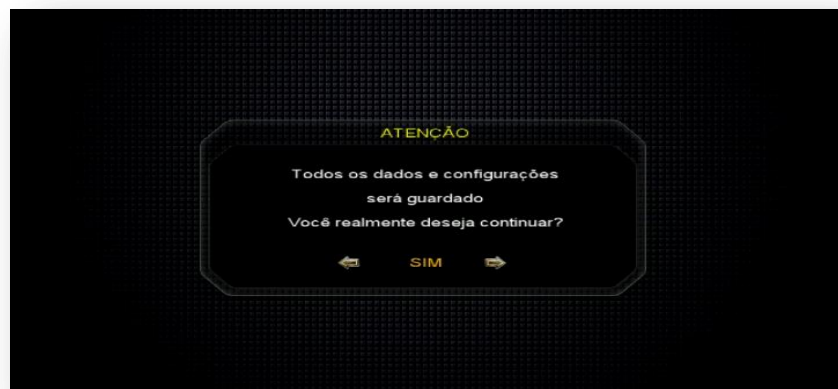 ATENÇÃO
Todos os dados e configurações
será guardado
Você realmente deseja continuar?
SIM